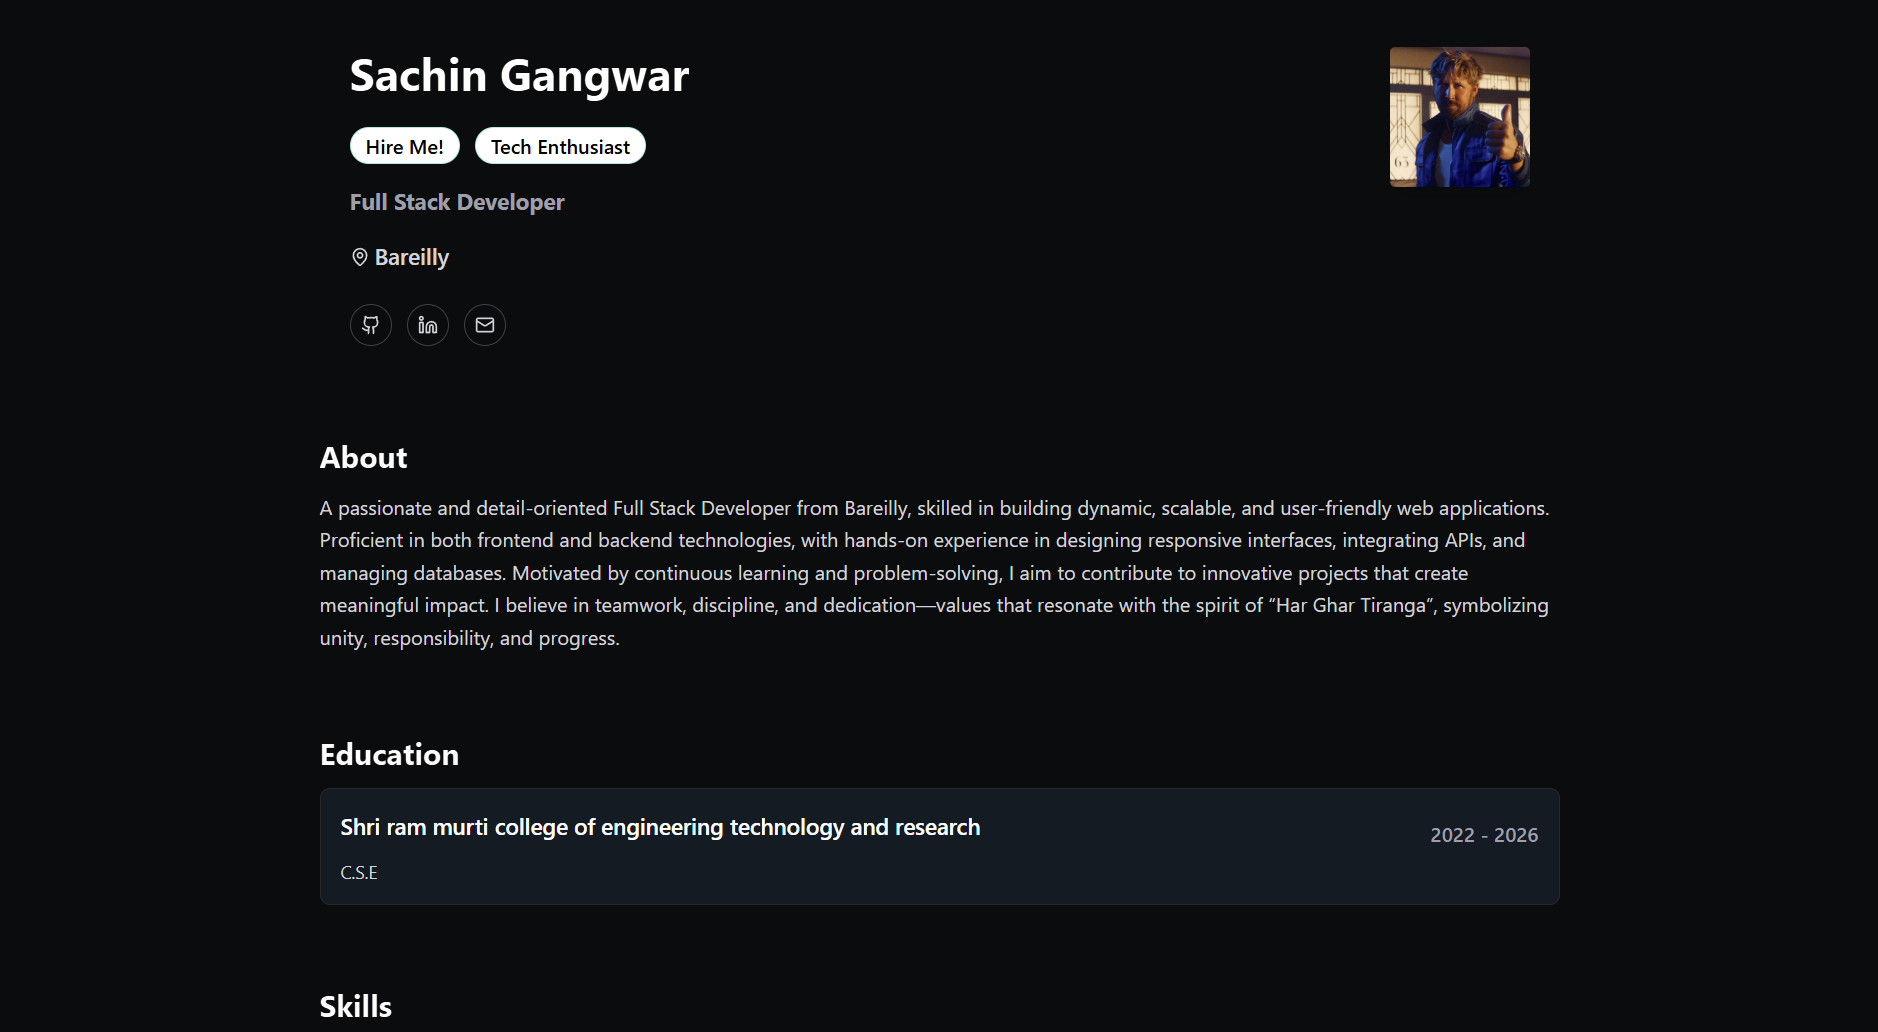 Sachin Gangwar
Hire Me!
Tech Enthusiast
Full Stack Developer
Bareilly
in
63
About
A passionate and detail-oriented Full Stack Developer from Bareilly, skilled in building dynamic, scalable, and user-friendly web applications.
Proficient in both frontend and backend technologies, with hands-on experience in designing responsive interfaces, integrating APIs, and
managing databases. Motivated by continuous learning and problem-solving, I aim to contribute to innovative projects that create
meaningful impact. I believe in teamwork, discipline, and dedication—values that resonate with the spirit of “Har Ghar Tiranga”, symbolizing
unity, responsibility, and progress.
Education
Shri ram murti college of engineering technology and research
2022 - 2026
C.S.E
Skills